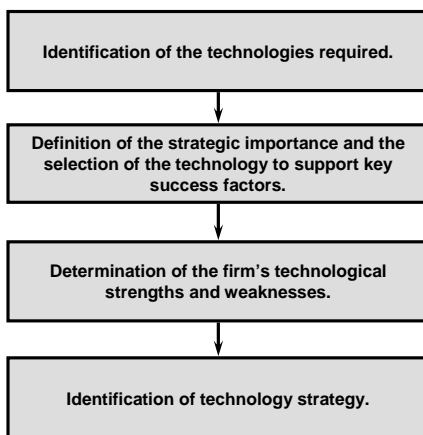 Identification of the technologies required.
Definition of the strategic importance and the
selection of the technology to support key
success factors.
Determination of the firm’s technological
strengths and weaknesses.
Identification of technology strategy.